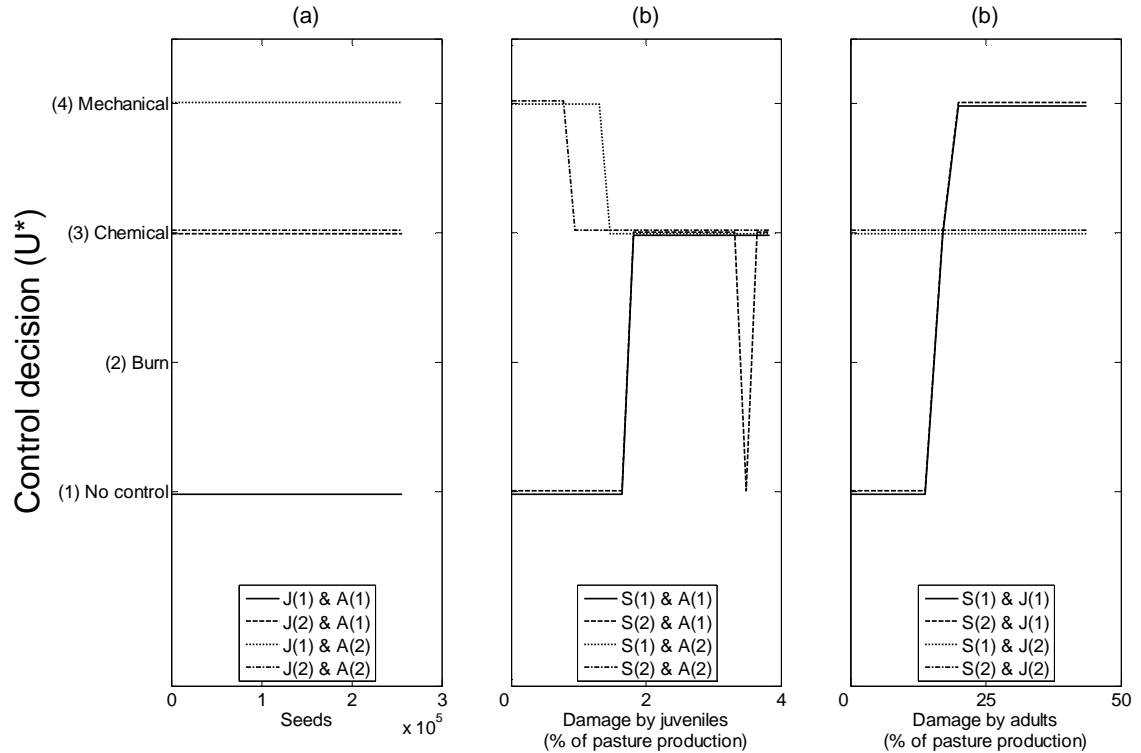 (a)
(b)
(b)
Control decision (U*)
(4) Mechanical
(3) Chemical
(2) Burn
(1) No control
J(1) & A(1)
J(2) & A(1)
J(1) & A(2)
J(2) & A(2)
0 1 2 3
Seeds
x 10^5
S(1) & A(1)
S(2) & A(1)
S(1) & A(2)
S(2) & A(2)
0 2 4
Damage by juveniles
(% of pasture production)
S(1) & J(1)
S(2) & J(1)
S(1) & J(2)
S(2) & J(2)
0 25 50
Damage by adults
(% of pasture production)